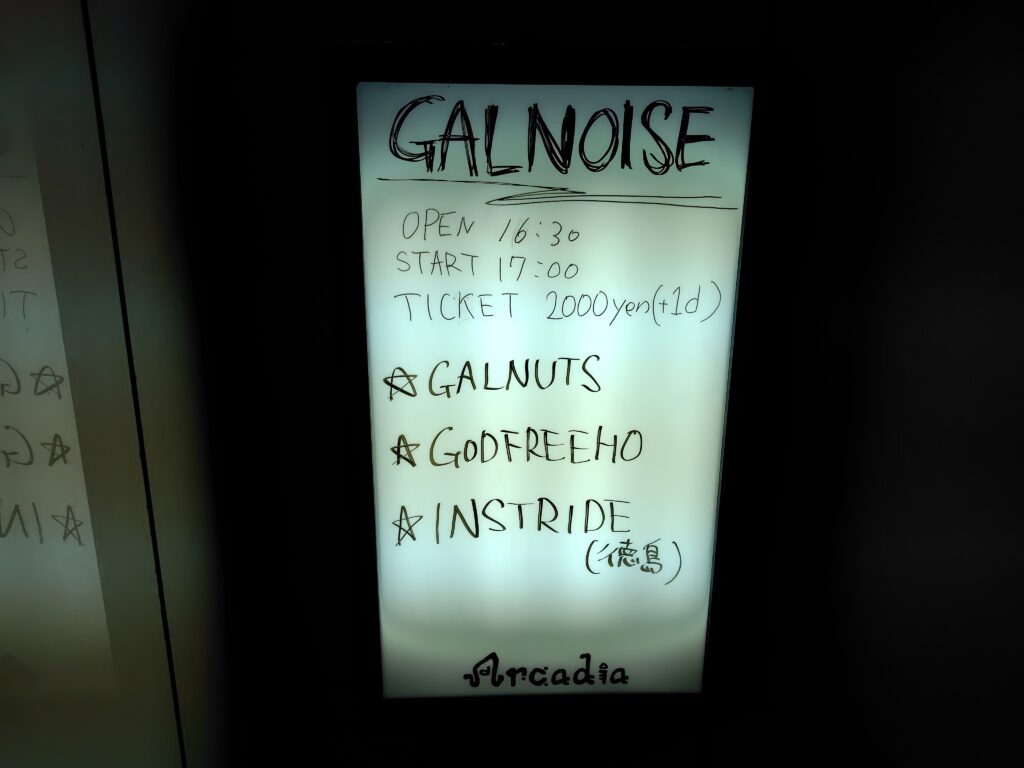 GALNOISE
OPEN 16:30
START 17:00
TICKET 2000yen(+1d)
☆GALNUTS
☆GODFREEHO
☆INSTRIDE
(徳島)
Arcadia